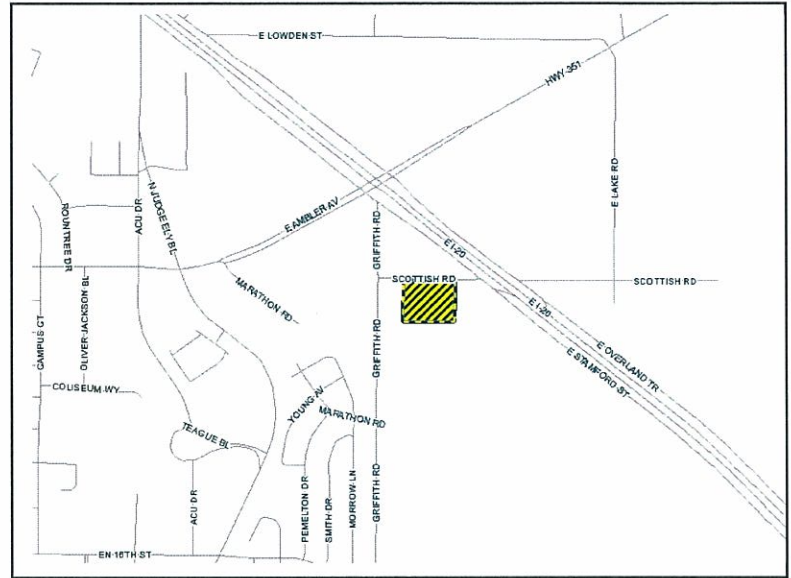 E LOWDEN ST
HWY 351
E LAKE RD
N JUDGE ELY BL
ACU DR
ROUNTREE DR
E AMBLER AV
GRIFFITH RD
E I-20
SCOTTISH RD
SCOTTISH RD
MARATHON RD
OLIVER JACKSON BL
CAMPUS CT
GRIFFITH RD
E I-20
E OVERLAND TR
E STAMFORD ST
COLISEUM WY
YOUNG AV
MARATHON RD
TEAGUE BL
ACU DR
PEMELTON DR
SMITH DR
MORROW LN
GRIFFITH RD
EN 16TH ST